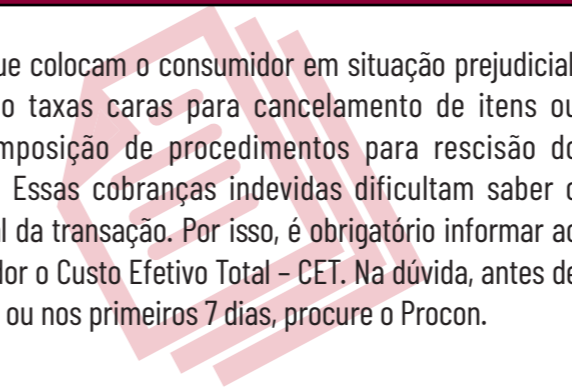 ue colocam o consumidor em situação prejudicial
o taxas caras para cancelamento de itens ou
mposição de procedimentos para rescisão do
Essas cobranças indevidas dificultam saber o
l da transação. Por isso, é obrigatório informar ao
dor o Custo Efetivo Total – CET. Na dúvida, antes de
ou nos primeiros 7 dias, procure o Procon.